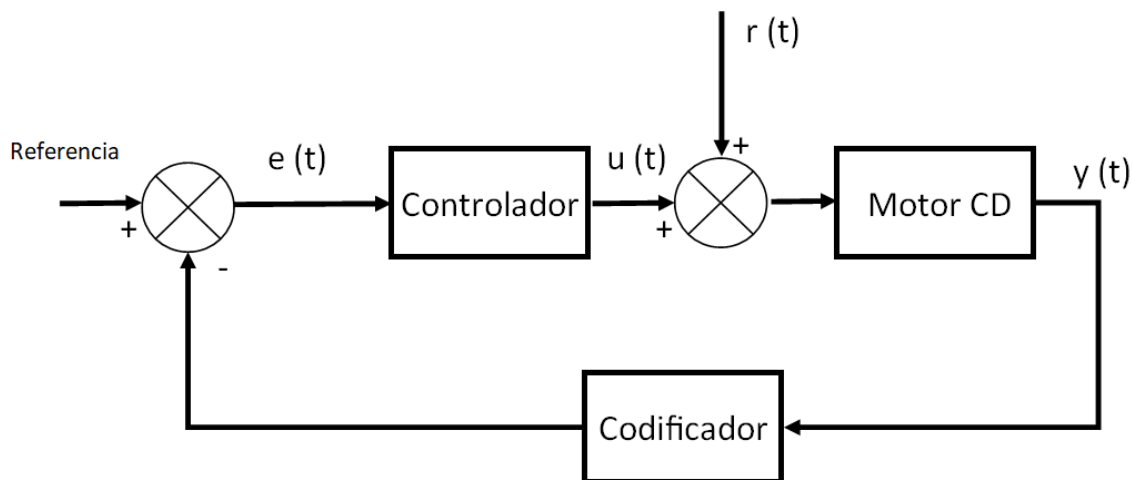 r (t)
Referencia
e (t)
u (t)
y (t)
+
Controlador
Motor CD
+
+
-
Codificador